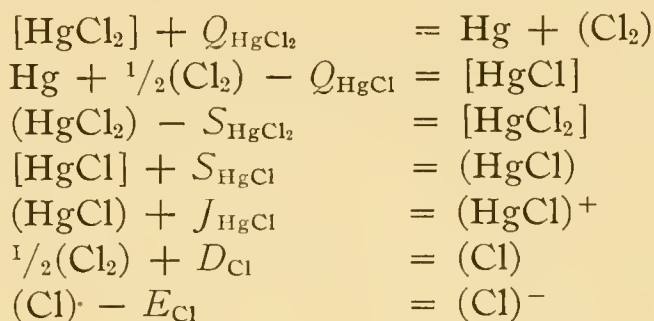 [HgCl₂] + Q_HgCl₂ = Hg + (Cl₂)
Hg + ¹/₂(Cl₂) − Q_HgCl = [HgCl]
(HgCl₂) − S_HgCl₂ = [HgCl₂]
[HgCl] + S_HgCl = (HgCl)
(HgCl) + J_HgCl = (HgCl)⁺
¹/₂(Cl₂) + D_Cl = (Cl)
(Cl)· − E_Cl = (Cl)⁻